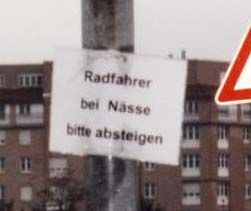 Radfahrer
bei Nässe
bitte absteigen